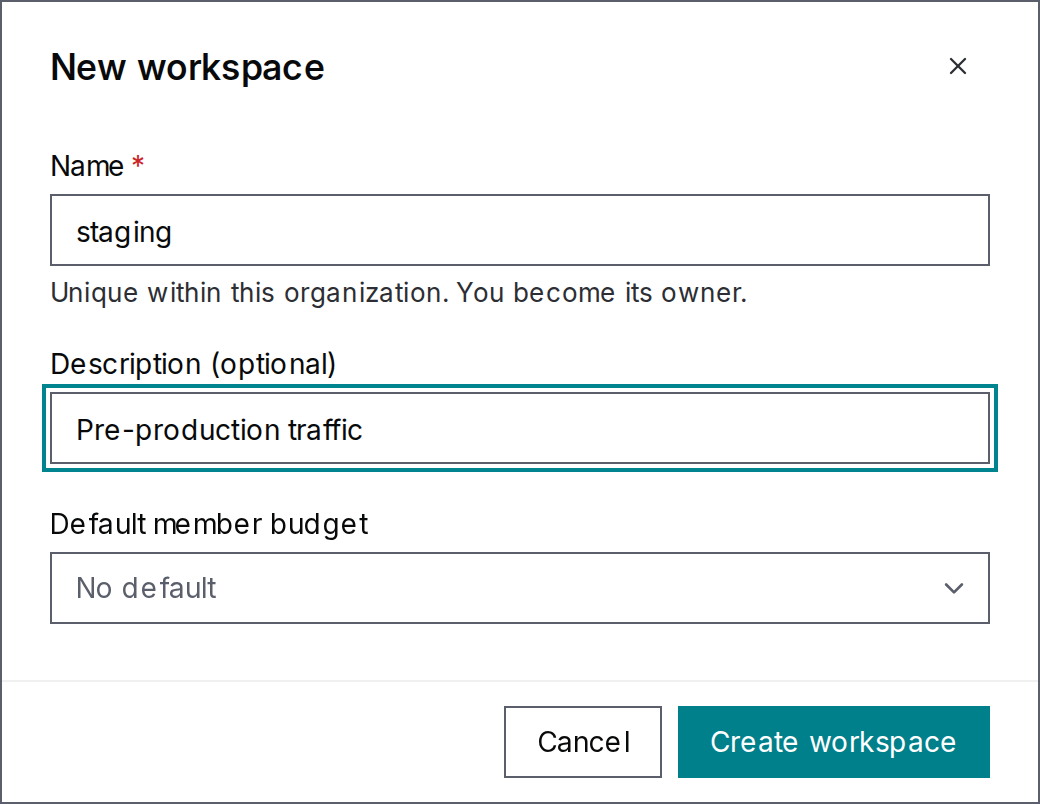 New workspace
Name *
staging
Unique within this organization. You become its owner.
Description (optional)
Pre-production traffic
Default member budget
No default
Cancel
Create workspace